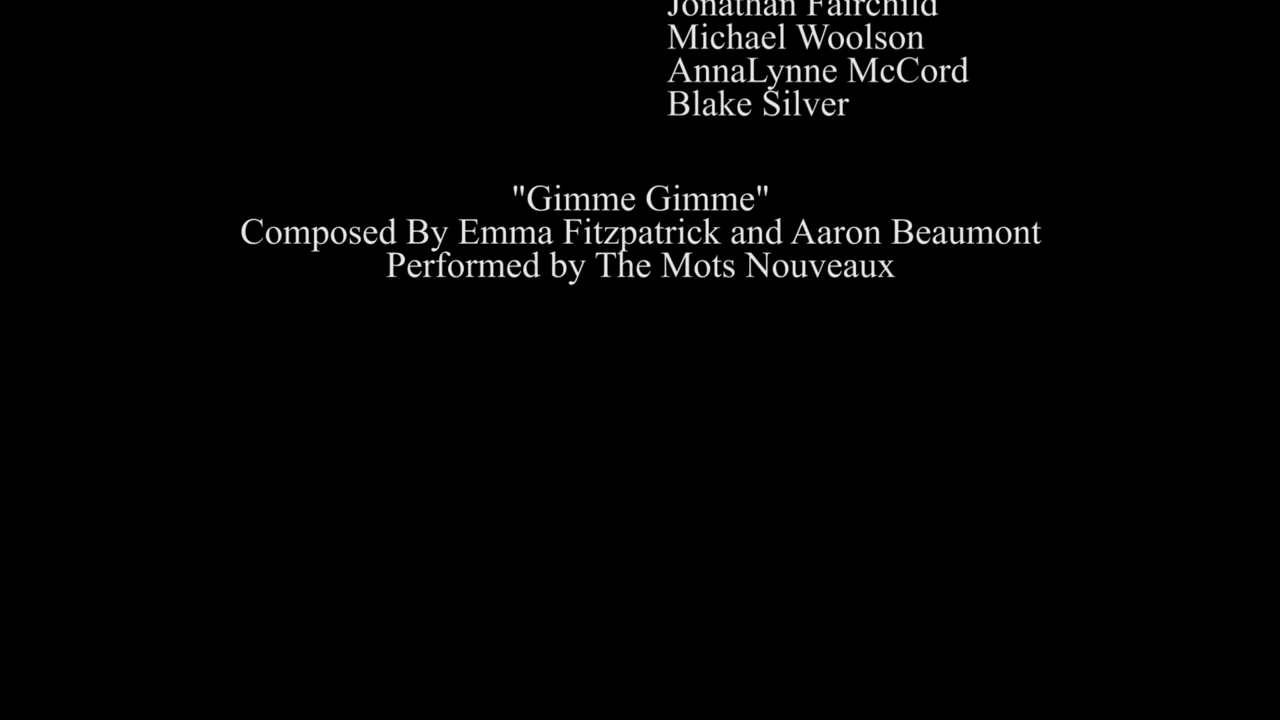 Jonathan Fairchild
Michael Woolson
AnnaLynne McCord
Blake Silver
"Gimme Gimme"
Composed By Emma Fitzpatrick and Aaron Beaumont
Performed by The Mots Nouveaux